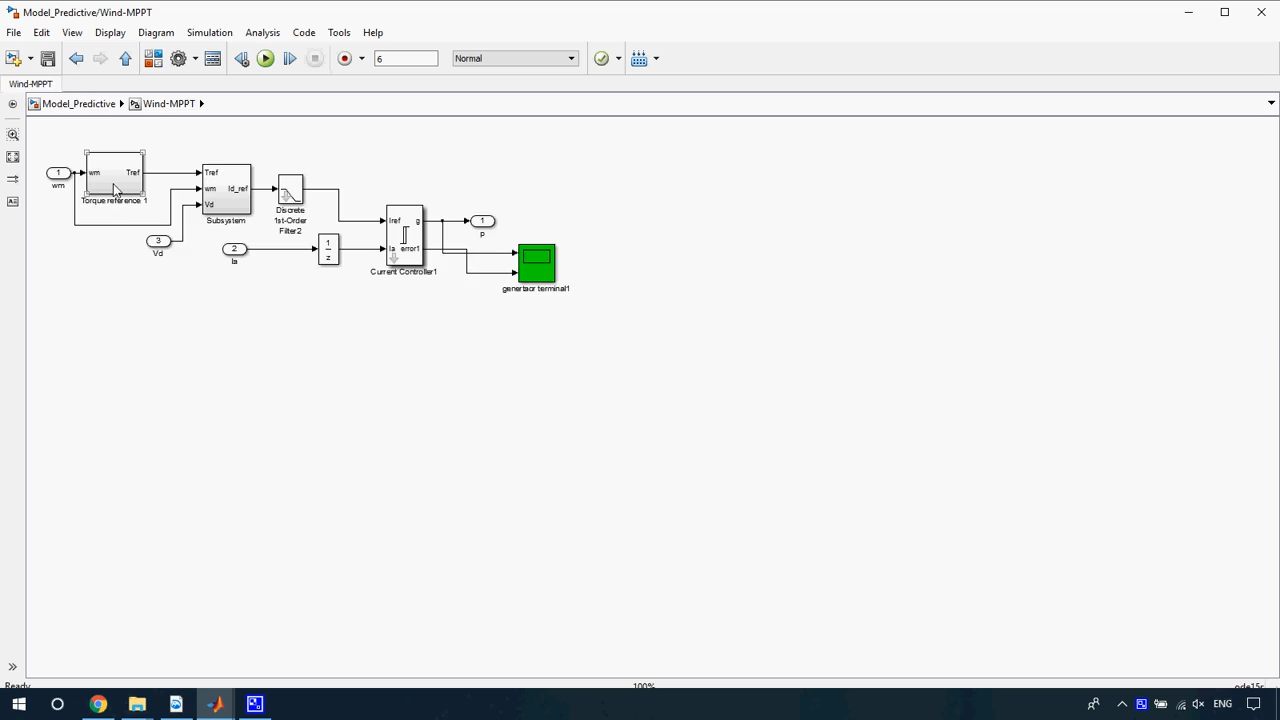 Model_Predictive/Wind-MPPT
File Edit View Display Diagram Simulation Analysis Code Tools Help
6 Normal
Wind-MPPT
Model_Predictive Wind-MPPT
1 wm Tref
wm
Torque reference 1
Tref
wm Id_ref
Vd
Subsystem
Discrete
1st-Order
Filter2
3
Vd
2
Ia
1
z
Iref g
Ia error1
Current Controller1
1
p
genertaor terminal1
Ready 100% ode15s
ENG